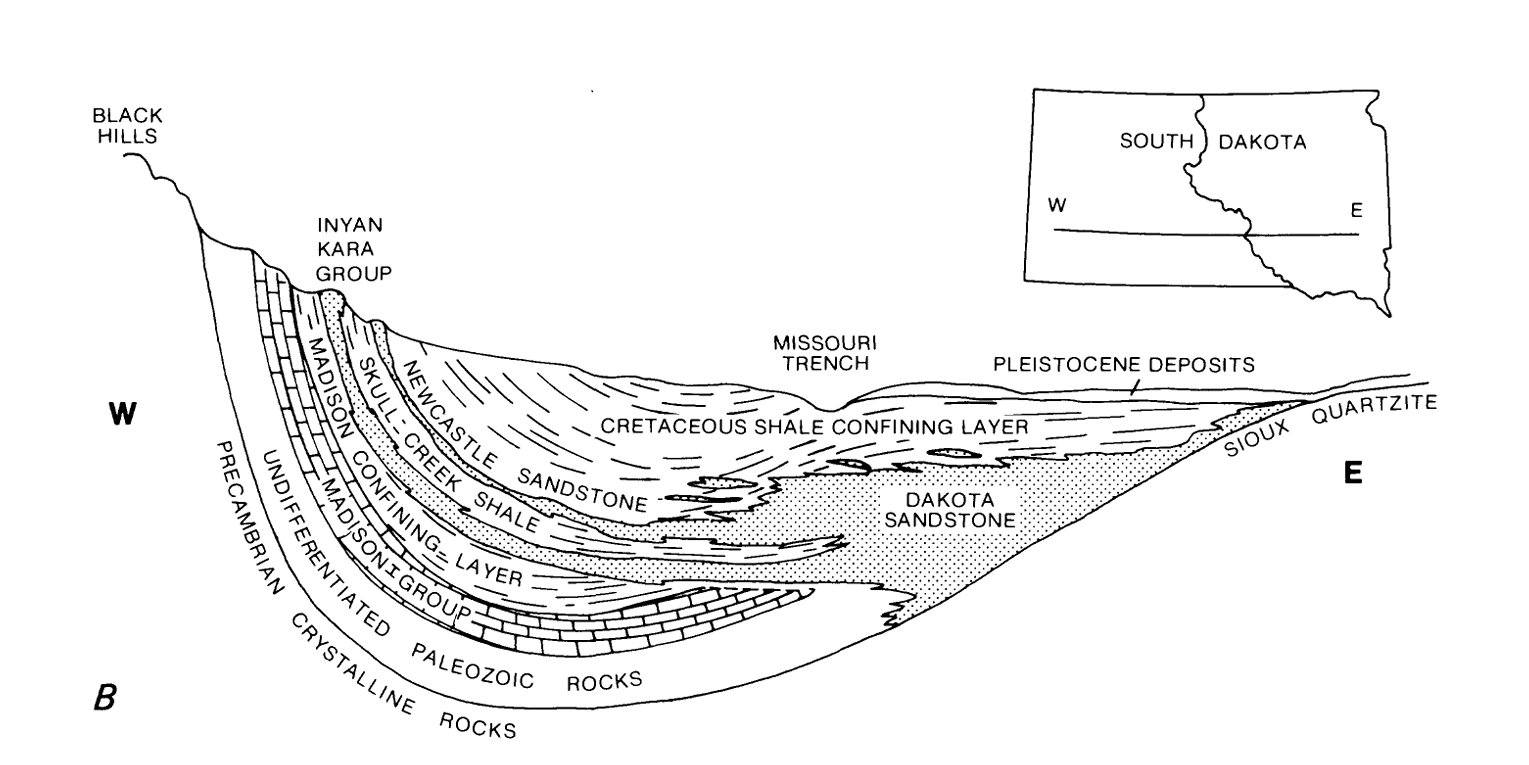 BLACK
HILLS
INYAN
KARA
GROUP
SOUTH DAKOTA
W
E
MISSOURI
TRENCH
PLEISTOCENE DEPOSITS
W
E
CRETACEOUS SHALE CONFINING LAYER
SIOUX QUARTZITE
DAKOTA
SANDSTONE
NEWCASTLE SANDSTONE
SKULL CREEK SHALE
MADISON CONFINING LAYER
MADISON GROUP
UNDIFFERENTIATED PALEOZOIC ROCKS
PRECAMBRIAN CRYSTALLINE ROCKS
B